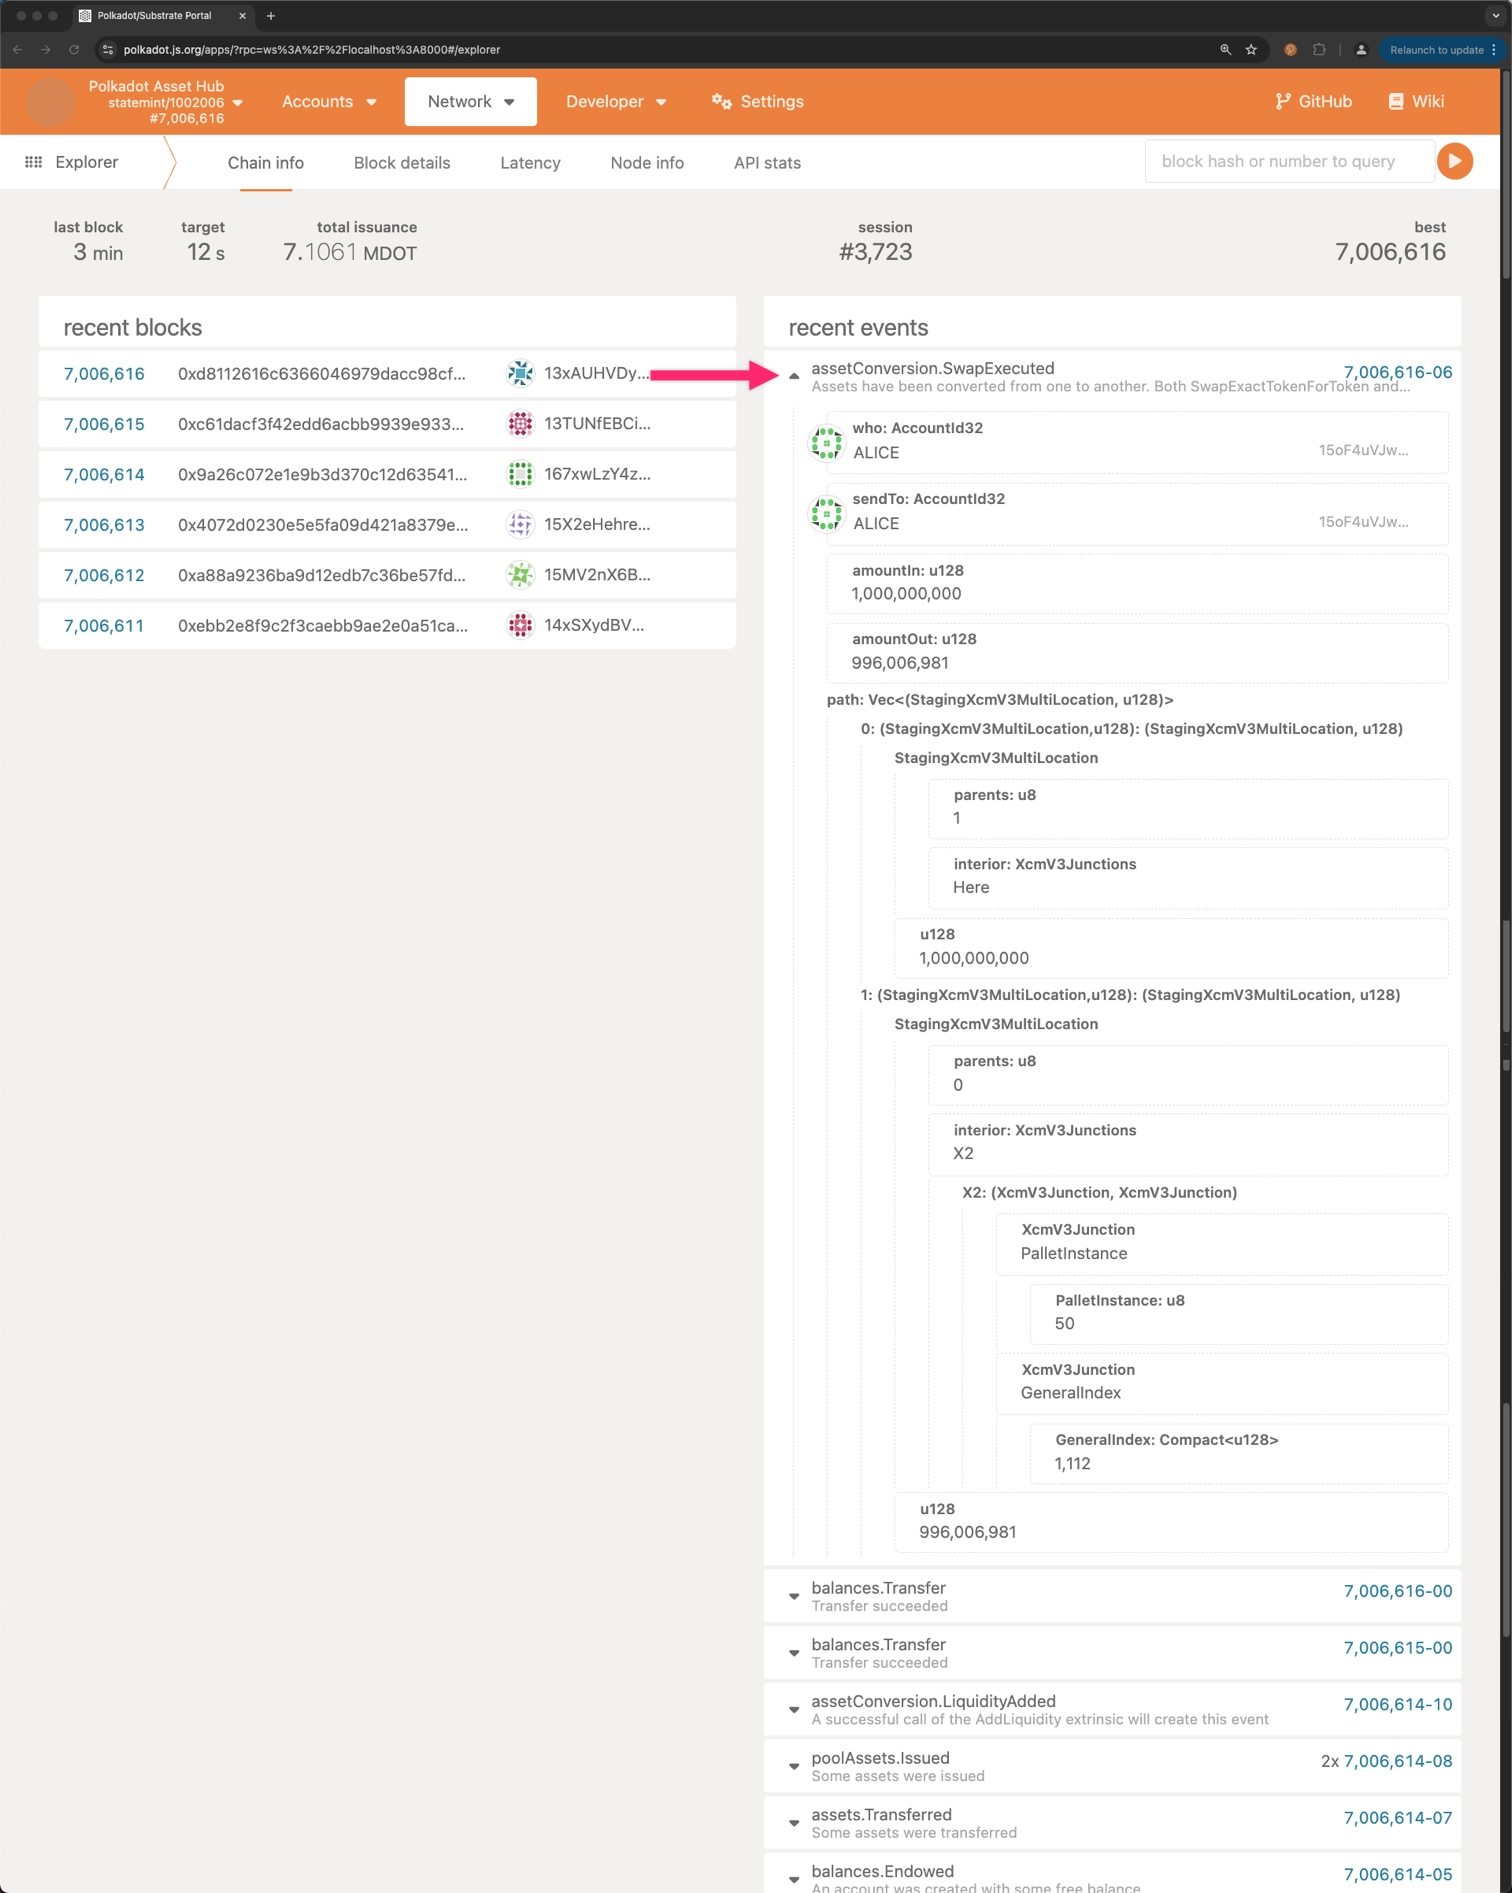 Polkadot/Substrate Portal
polkadot.js.org/apps/?rpc=ws%3A%2F%2Flocalhost%3A8000#/explorer
Relaunch to update
Polkadot Asset Hub
statemint/1002006
#7,006,616
Accounts
Network
Developer
Settings
GitHub
Wiki
Explorer
Chain info
Block details
Latency
Node info
API stats
block hash or number to query
last block
3 min
target
12 s
total issuance
7.1061 MDOT
session
#3,723
best
7,006,616
recent blocks
7,006,616 0xd8112616c6366046979dacc98cf... 13xAUHVDy...
7,006,615 0xc61dacf3f42edd6acbb9939e933... 13TUNfEBCi...
7,006,614 0x9a26c072e1e9b3d370c12d63541... 167xwLzY4z...
7,006,613 0x4072d0230e5e5fa09d421a8379e... 15X2eHehre...
7,006,612 0xa88a9236ba9d12edb7c36be57fd... 15MV2nX6B...
7,006,611 0xebb2e8f9c2f3caebb9ae2e0a51ca... 14xSXydBV...
recent events
assetConversion.SwapExecuted 7,006,616-06
Assets have been converted from one to another. Both SwapExactTokenForToken and...
who: AccountId32
ALICE 15oF4uVJw...
sendTo: AccountId32
ALICE 15oF4uVJw...
amountIn: u128
1,000,000,000
amountOut: u128
996,006,981
path: Vec<(StagingXcmV3MultiLocation, u128)>
0: (StagingXcmV3MultiLocation,u128): (StagingXcmV3MultiLocation, u128)
StagingXcmV3MultiLocation
parents: u8
1
interior: XcmV3Junctions
Here
u128
1,000,000,000
1: (StagingXcmV3MultiLocation,u128): (StagingXcmV3MultiLocation, u128)
StagingXcmV3MultiLocation
parents: u8
0
interior: XcmV3Junctions
X2
X2: (XcmV3Junction, XcmV3Junction)
XcmV3Junction
PalletInstance
PalletInstance: u8
50
XcmV3Junction
GeneralIndex
GeneralIndex: Compact<u128>
1,112
u128
996,006,981
balances.Transfer 7,006,616-00
Transfer succeeded
balances.Transfer 7,006,615-00
Transfer succeeded
assetConversion.LiquidityAdded 7,006,614-10
A successful call of the AddLiquidity extrinsic will create this event
poolAssets.Issued 2x 7,006,614-08
Some assets were issued
assets.Transferred 7,006,614-07
Some assets were transferred
balances.Endowed 7,006,614-05
An account was created with some free balance